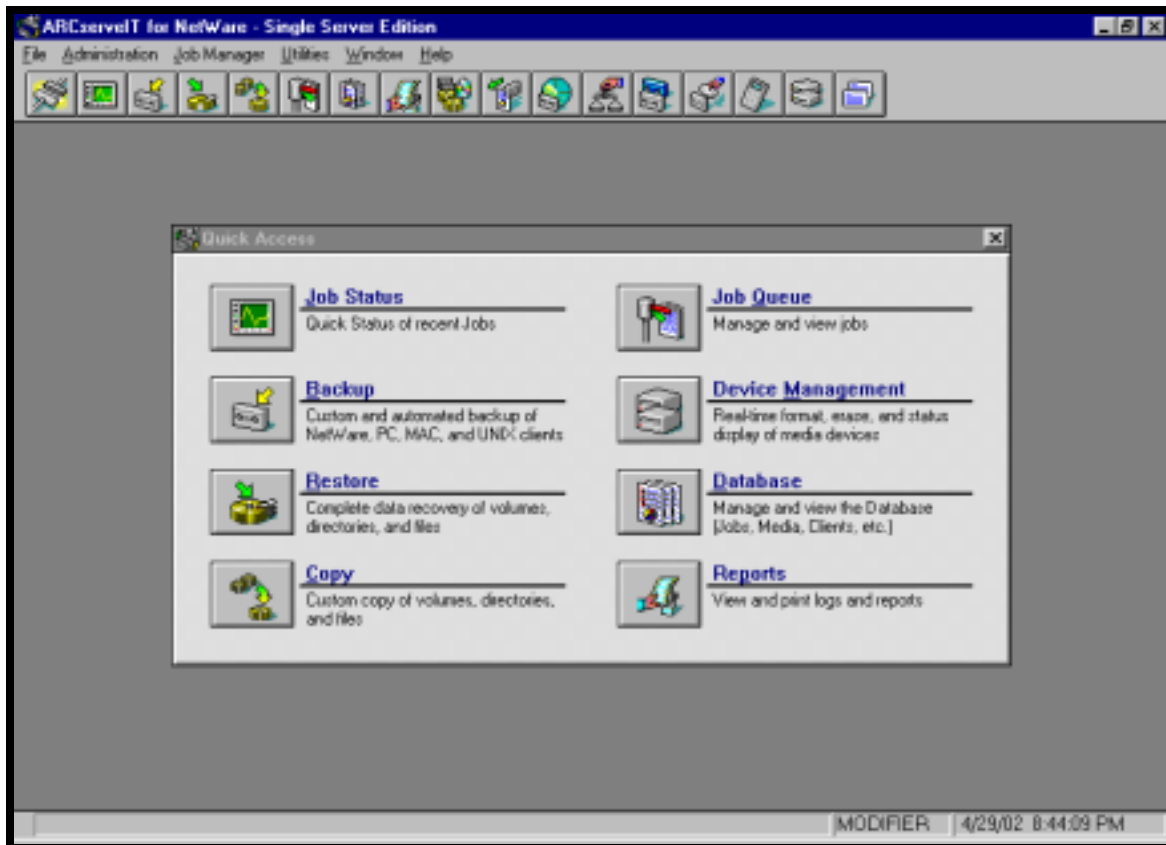 ARCserveIT for NetWare - Single Server Edition
File Administration Job Manager Utilities Window Help
Quick Access
Job Status
Quick Status of recent Jobs
Job Queue
Manage and view jobs
Backup
Custom and automated backup of
NetWare, PC, MAC, and UNIX clients
Device Management
Real-time format, erase, and status
display of media devices
Restore
Complete data recovery of volumes,
directories, and files
Database
Manage and view the Database
(Jobs, Media, Clients, etc.)
Copy
Custom copy of volumes, directories,
and files
Reports
View and print logs and reports
MODIFIER 4/29/02 8:44:09 PM